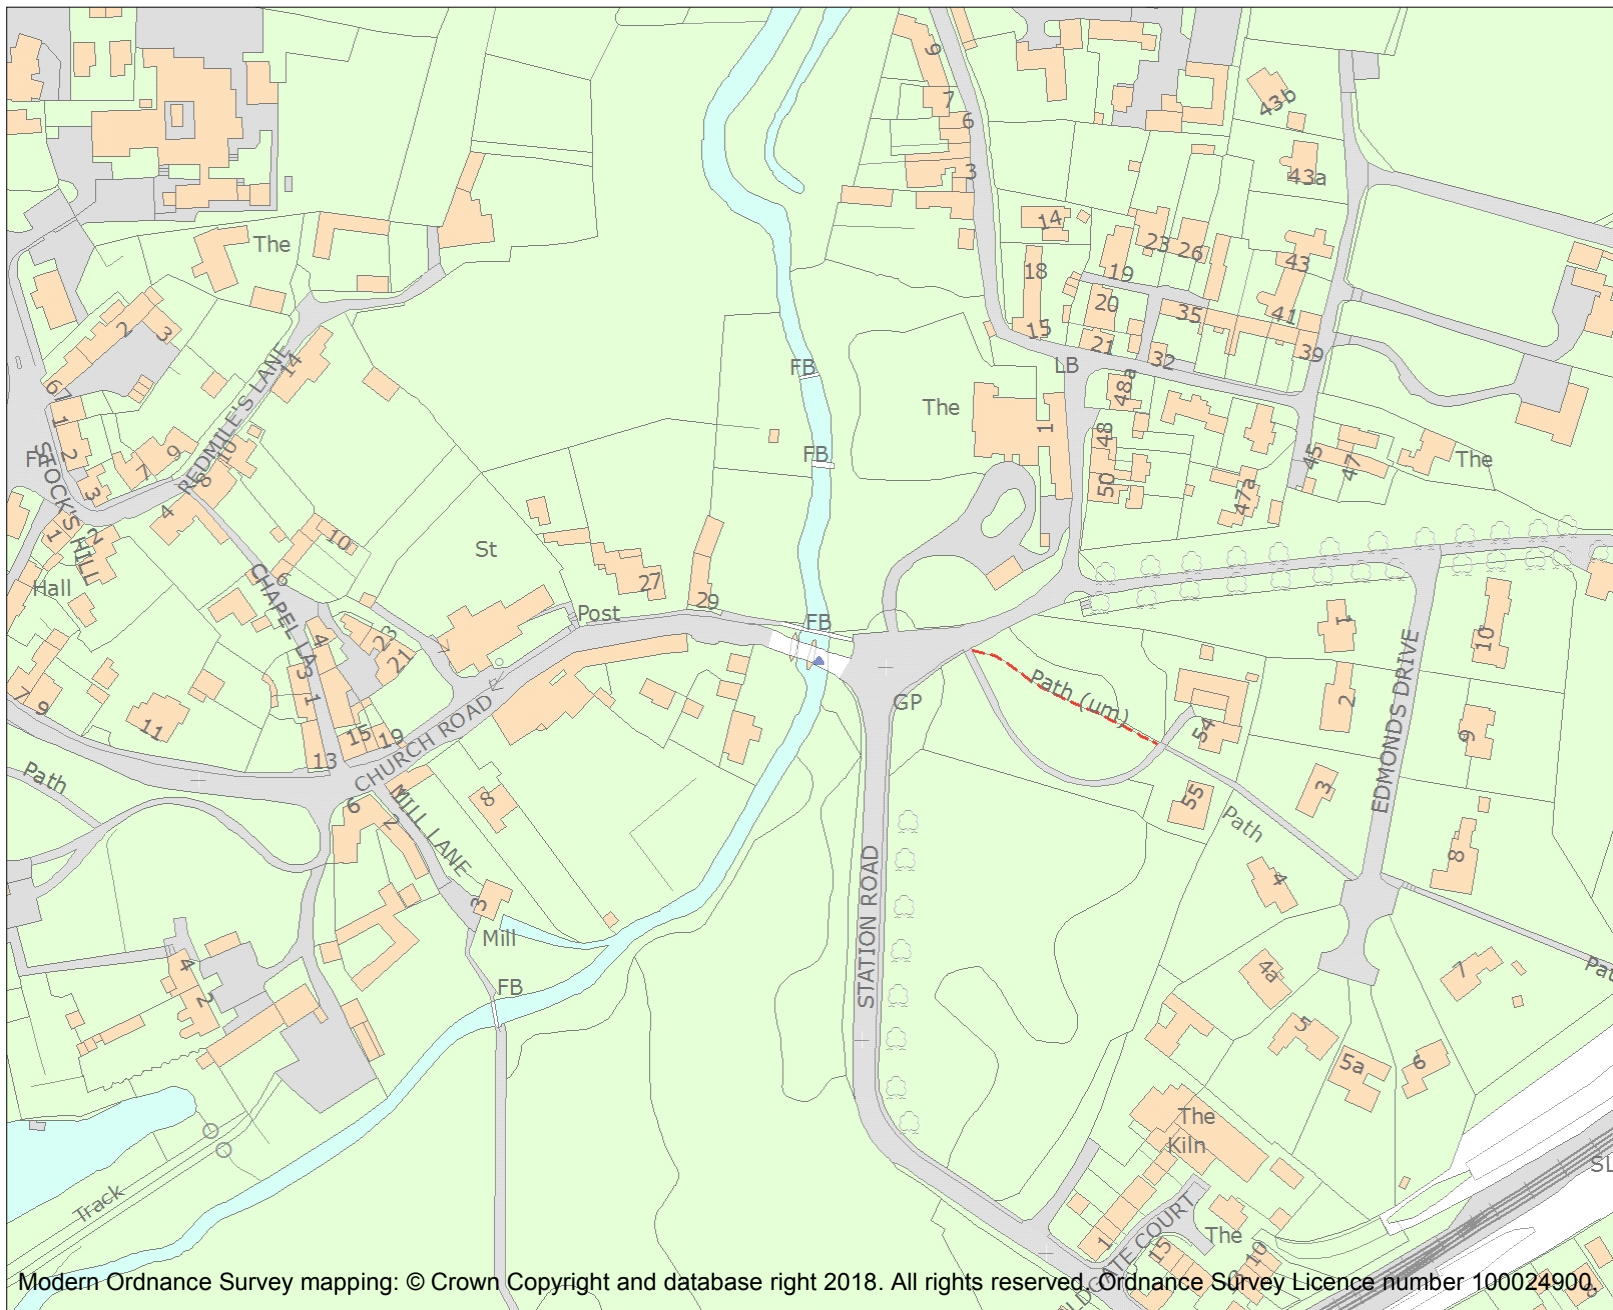 9
7
6
3
43b
43a
14
The
18
19
23
26
43
20
15
21
35
41
39
32
LB
48a
2
3
14
67
FB
The
1
48
50
45
47
The
47a
FB
1
2
3
7
9
10
8
4
REDMILE'S LANE
STOCK'S HILL
1
2
Hall
10
6
St
CHAPEL LA
4
23
21
3
1
27
29
Post
FB
Path (um)
GP
54
55
Path
1
2
3
10
9
8
EDMONDS DRIVE
7
9
11
13
15
19
CHURCH ROAD
Path
6
2
1
MILL LANE
8
3
Mill
FB
4
2
STATION ROAD
4
4a
5
5a
6
7
The
Kiln
Track
1
15
10
The
Modern Ordnance Survey mapping: © Crown Copyright and database right 2018. All rights reserved. Ordnance Survey Licence number 100024900.